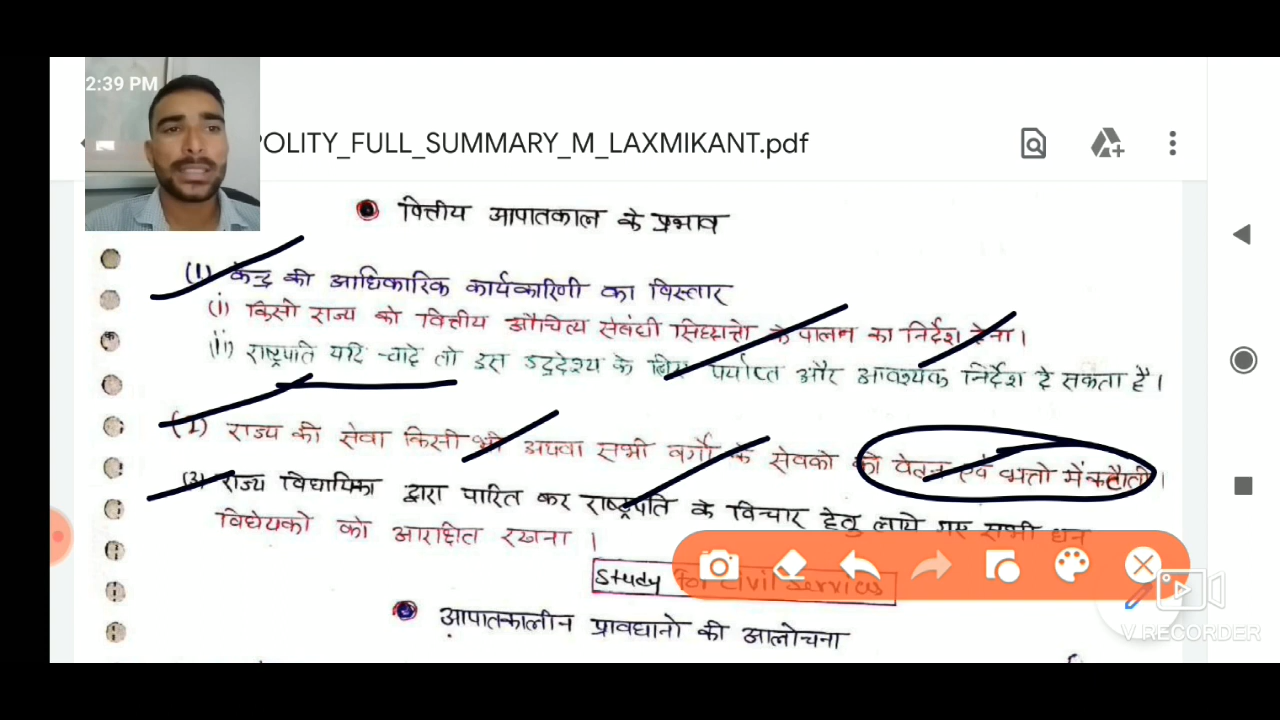 2:39 PM
POLITY_FULL_SUMMARY_M_LAXMIKANT.pdf
वित्तीय आपातकाल के प्रभाव
(1) केन्द्र की आधिकारिक कार्यकारिणी का विस्तार
(i) किसी राज्य को वित्तीय औचित्य संबंधी सिद्धान्तो के पालन का निर्देश देना।
(ii) राष्ट्रपति यदि चाहे तो इस उद्देश्य के लिए पर्याप्त और आवश्यक निर्देश दे सकता है।
(2) राज्य की सेवा किसी भी अथवा सभी वर्गो के सेवको की वेतन एवं भत्तो में कटौती।
(3) राज्य विधायिका द्वारा पारित कर राष्ट्रपति के विचार हेतु लाये गए सभी धन
विधेयको को आरक्षित रखना ।
Study for Civil Services
आपातकालीन प्रावधानो की आलोचना
V RECORDER